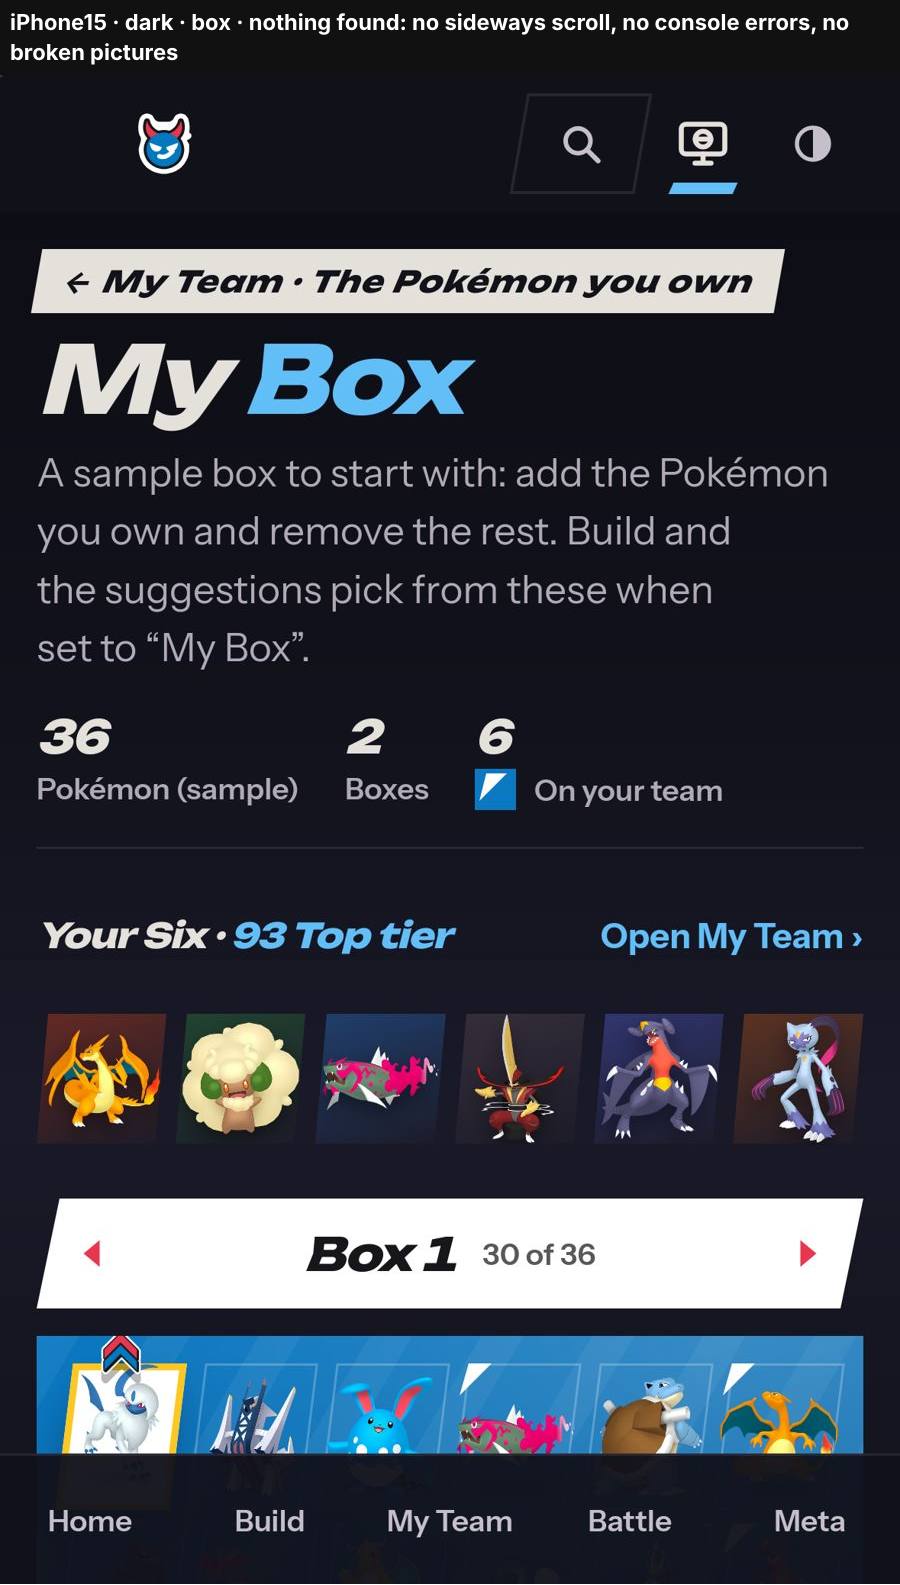 iPhone15 · dark · box · nothing found: no sideways scroll, no console errors, no
broken pictures
← My Team · The Pokémon you own
My Box
A sample box to start with: add the Pokémon
you own and remove the rest. Build and
the suggestions pick from these when
set to “My Box”.
36 2 6
Pokémon (sample) Boxes On your team
Your Six · 93 Top tier Open My Team ›
Box 1 30 of 36
Home Build My Team Battle Meta